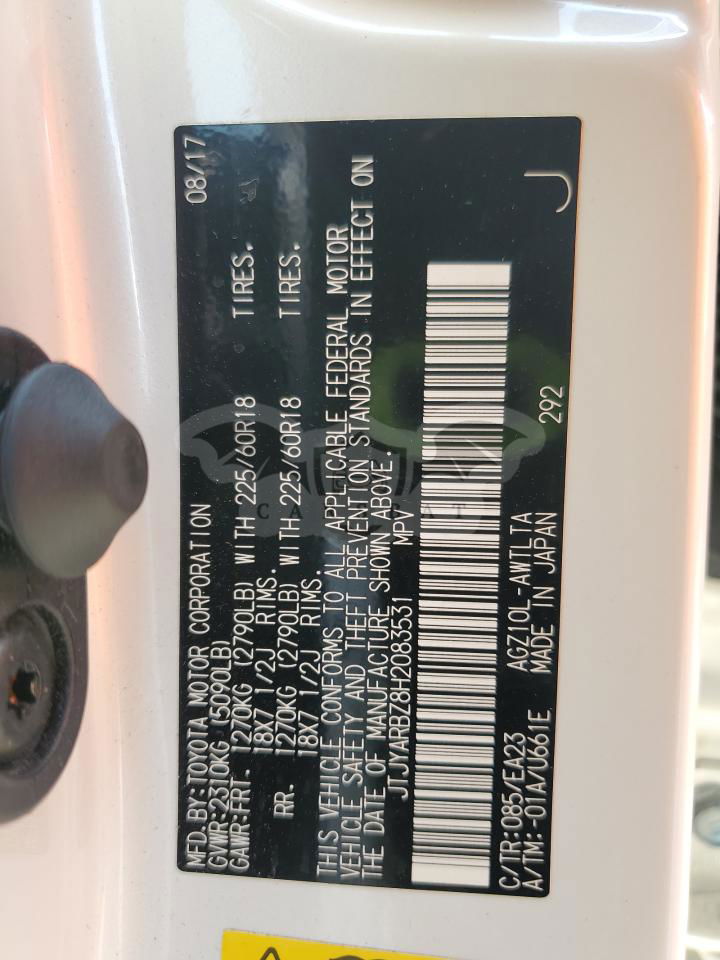 MFD.BY:TOYOTA MOTOR CORPORATION 08/17
GVWR:2310KG (5090LB)
GAWR:FRT. 1270KG (2790LB) WITH 225/60R18 TIRES.
18X7 1/2J RIMS.
RR. 1270KG (2790LB) WITH 225/60R18 TIRES.
18X7 1/2J RIMS.
THIS VEHICLE CONFORMS TO ALL APPLICABLE FEDERAL MOTOR
VEHICLE SAFETY AND THEFT PREVENTION STANDARDS IN EFFECT ON
THE DATE OF MANUFACTURE SHOWN ABOVE.
JTJYARBZ8H2083531 MPV
C/TR:085/EA23 AGZ10L-AWTLTA 292
A/TM:-01A/U661E MADE IN JAPAN
J